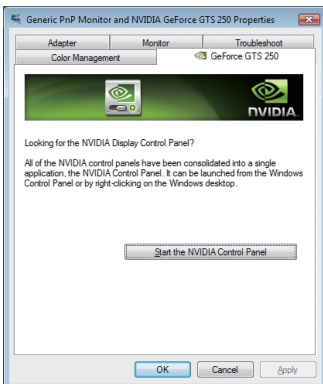 Generic PnP Monitor and NVIDIA GeForce GTS 250 Properties
Adapter
Monitor
Troubleshoot
Color Management
GeForce GTS 250
NVIDIA.
Looking for the NVIDIA Display Control Panel?
All of the NVIDIA control panels have been consolidated into a single
application, the NVIDIA Control Panel. It can be launched from the Windows
Control Panel or by right-clicking on the Windows desktop.
Start the NVIDIA Control Panel
OK
Cancel
Apply